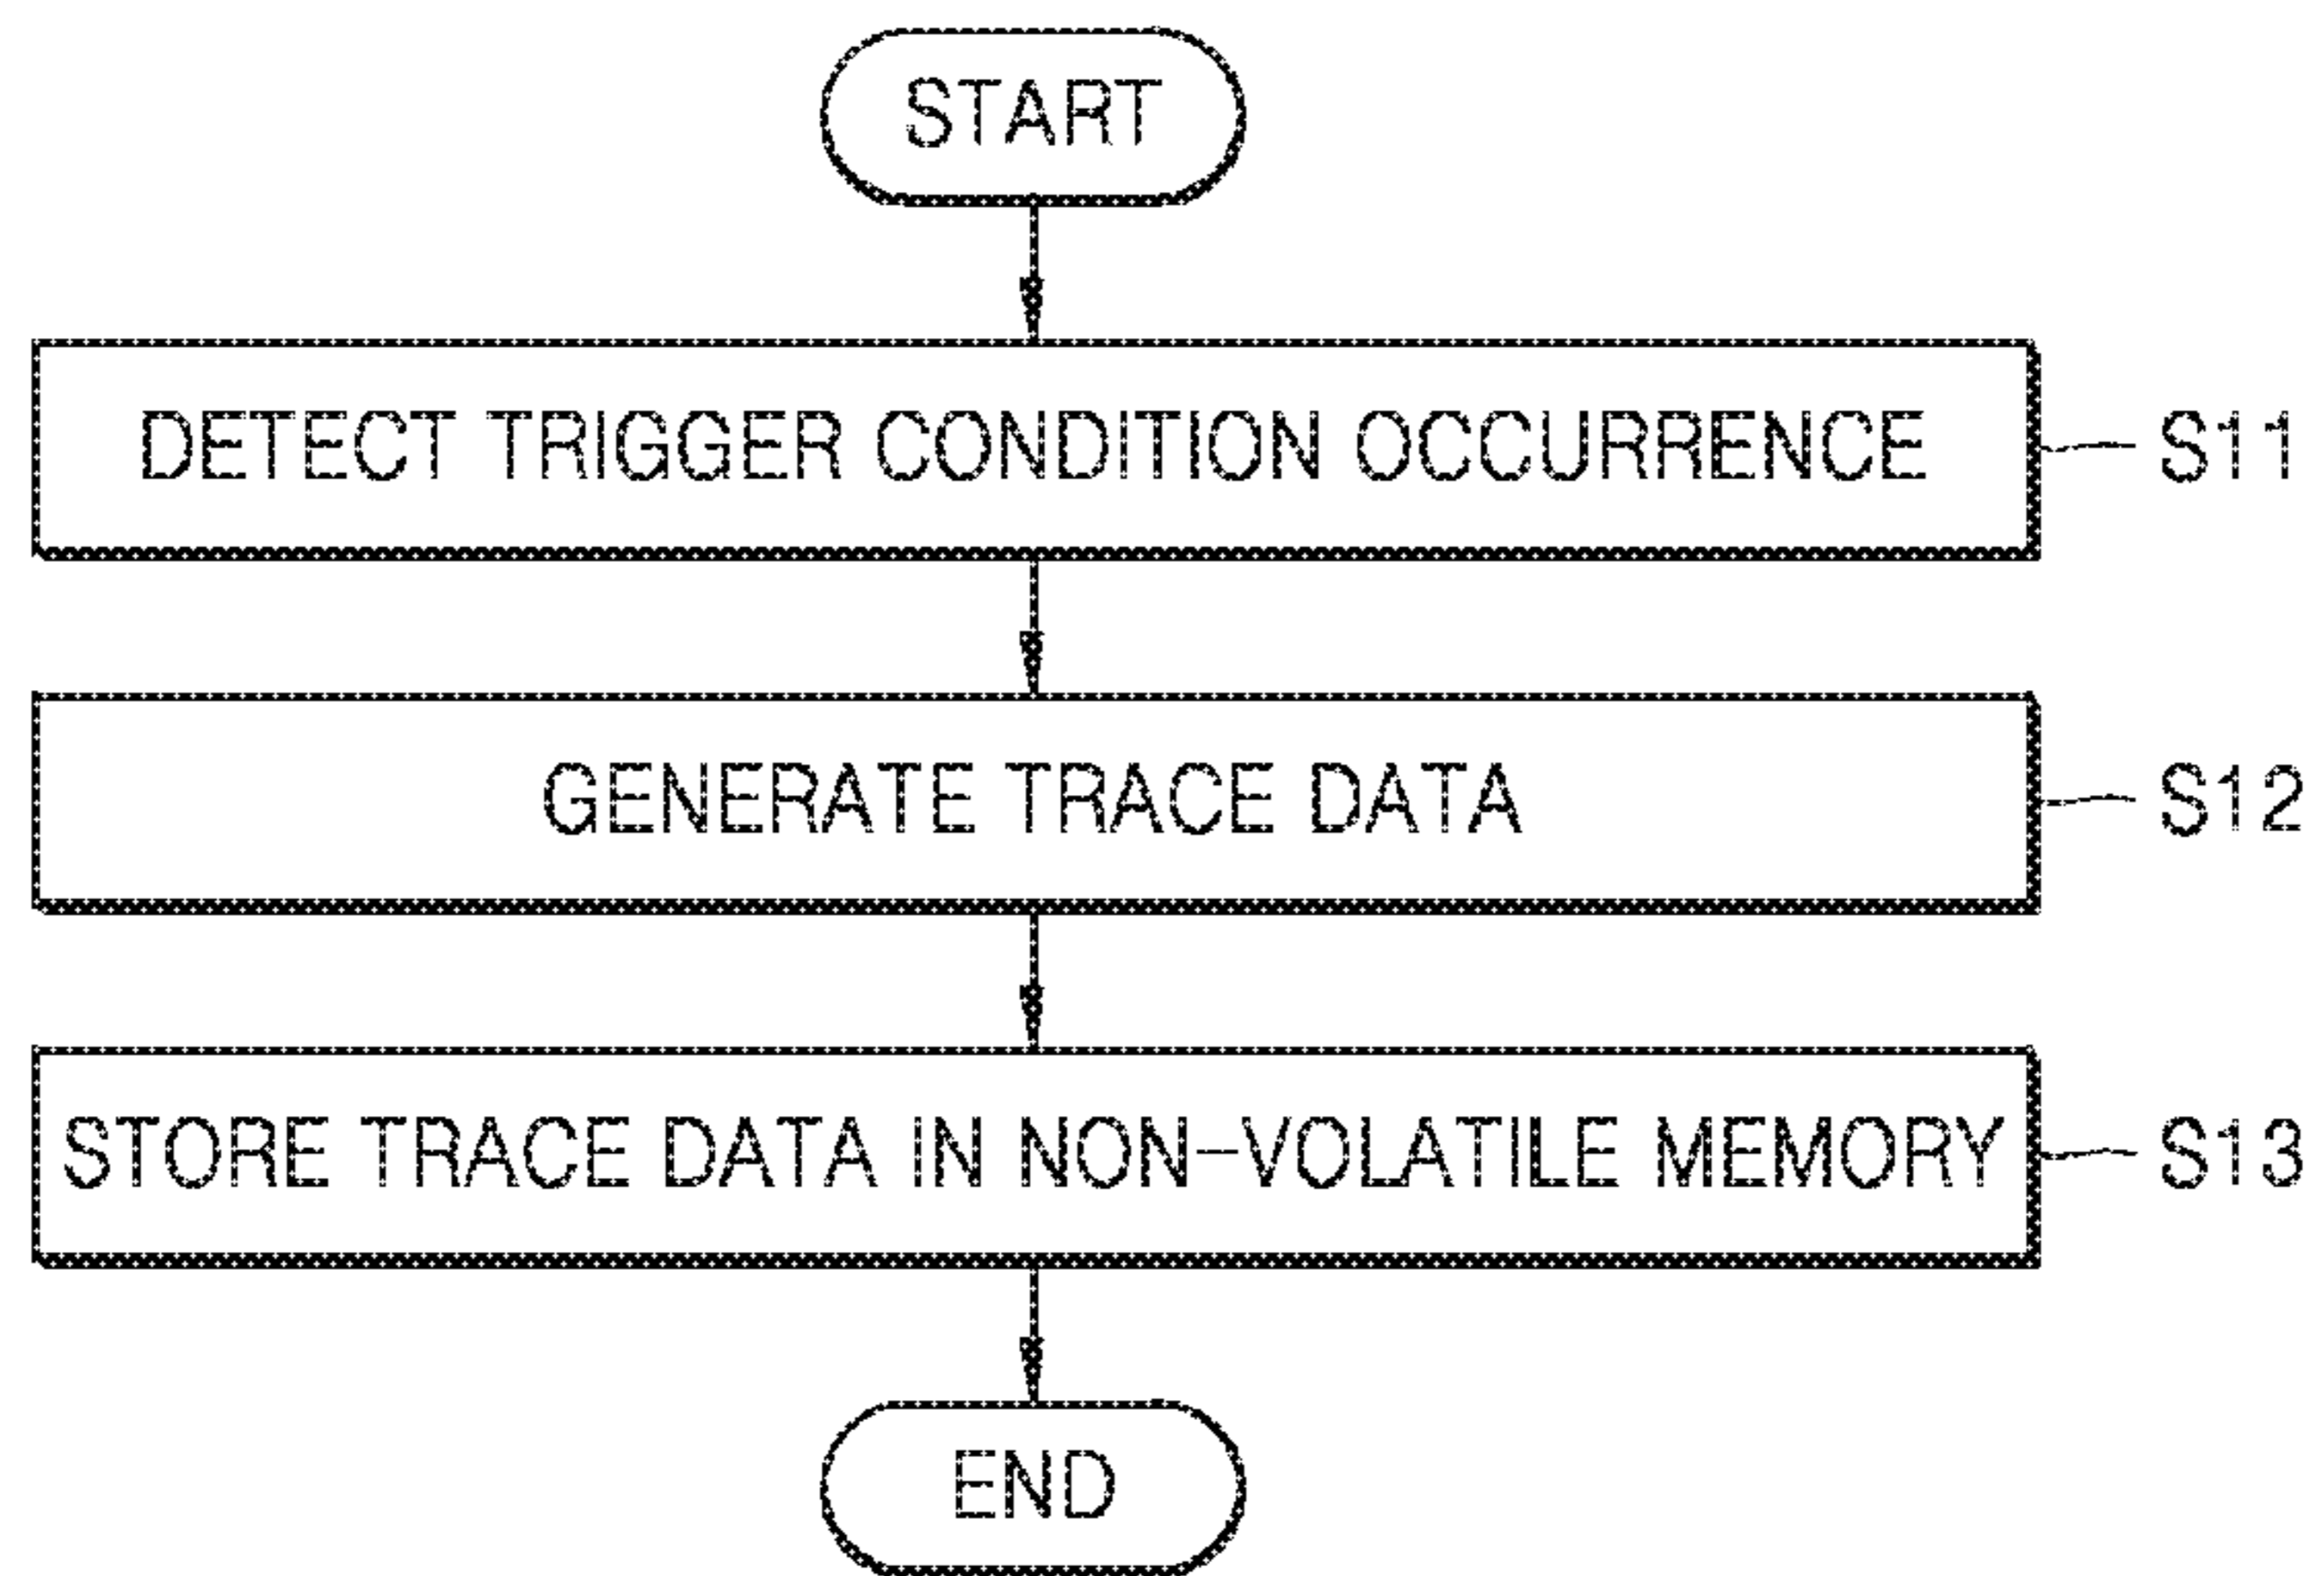 START
DETECT TRIGGER CONDITION OCCURRENCE S11
GENERATE TRACE DATA S12
STORE TRACE DATA IN NON-VOLATILE MEMORY S13
END